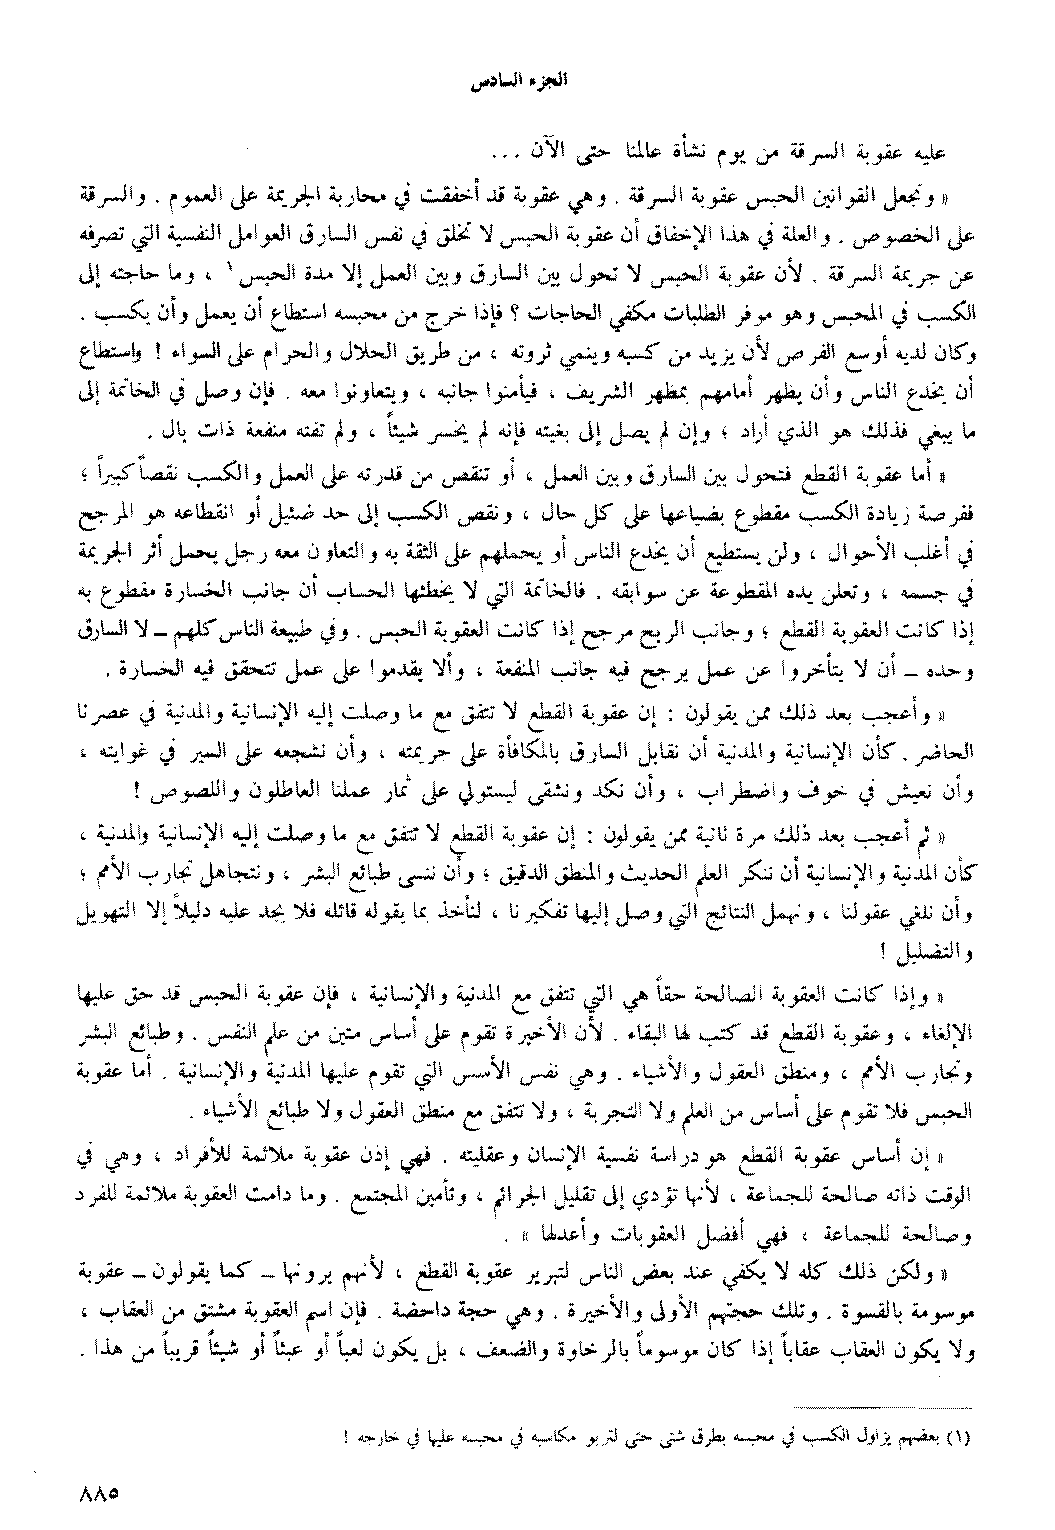 الجزء السادس
عليه عقوبة السرقة من يوم نشأة عالمنا حتى الآن ...
« وتجعل القوانين الحبس عقوبة السرقة . وهي عقوبة قد أخفقت في محاربة الجريمة على العموم . والسرقة
على الخصوص . والعلة في هذا الإخفاق أن عقوبة الحبس لا تخلق في نفس السارق العوامل النفسية التي تصرفه
عن جريمة السرقة . لأن عقوبة الحبس لا تحول بين السارق وبين العمل إلا مدة الحبس١ ، وما حاجته إلى
الكسب في المحبس وهو موفر الطلبات مكفي الحاجات ؟ فإذا خرج من محبسه استطاع أن يعمل وأن يكسب .
وكان لديه أوسع الفرص لأن يزيد من كسبه وينمي ثروته ، من طريق الحلال والحرام على السواء ! واستطاع
أن يخدع الناس وأن يظهر أمامهم بمظهر الشريف ، فيأمنوا جانبه ، ويتعاونوا معه . فإن وصل في الخاتمة إلى
ما يبغي فذلك هو الذي أراد ؛ وإن لم يصل إلى بغيته فإنه لم يخسر شيئاً ، ولم تفته منفعة ذات بال .
« أما عقوبة القطع فتحول بين السارق وبين العمل ، أو تنقص من قدرته على العمل والكسب نقصاً كبيراً ؛
ففرصة زيادة الكسب مقطوع بضياعها على كل حال ، ونقص الكسب إلى حد ضئيل أو انقطاعه هو المرجح
في أغلب الأحوال ، ولن يستطيع أن يخدع الناس أو يحملهم على الثقة به والتعاون معه رجل يحمل أثر الجريمة
في جسمه ، وتعلن يده المقطوعة عن سوابقه . فالخاتمة التي لا يخطئها الحساب أن جانب الخسارة مقطوع به
إذا كانت العقوبة القطع ؛ وجانب الربح مرجح إذا كانت العقوبة الحبس . وفي طبيعة الناس كلهم – لا السارق
وحده – أن لا يتأخروا عن عمل يرجح فيه جانب المنفعة ، وألا يقدموا على عمل تتحقق فيه الخسارة .
« وأعجب بعد ذلك ممن يقولون : إن عقوبة القطع لا تتفق مع ما وصلت إليه الإنسانية والمدنية في عصرنا
الحاضر . كأن الإنسانية والمدنية أن نقابل السارق بالمكافأة على جريمته ، وأن نشجعه على السير في غوايته ،
وأن نعيش في خوف واضطراب ، وأن نكد ونشقى ليستولي على ثمار عملنا العاطلون واللصوص !
« ثم أعجب بعد ذلك مرة ثانية ممن يقولون : إن عقوبة القطع لا تتفق مع ما وصلت إليه الإنسانية والمدنية ،
كأن المدنية والإنسانية أن ننكر العلم الحديث والمنطق الدقيق ؛ وأن ننسى طبائع البشر ، ونتجاهل تجارب الأمم ؛
وأن نلغي عقولنا ، ونهمل النتائج التي وصل إليها تفكيرنا ، لنأخذ بما يقوله قائله فلا يجد عليه دليلاً إلا التهويل
والتضليل !
« وإذا كانت العقوبة الصالحة حقاً هي التي تتفق مع المدنية والإنسانية ، فإن عقوبة الحبس قد حق عليها
الإلغاء ، وعقوبة القطع قد كتب لها البقاء . لأن الأخيرة تقوم على أساس متين من علم النفس . وطبائع البشر
وتجارب الأمم ، ومنطق العقول والأشياء . وهي نفس الأسس التي تقوم عليها المدنية والإنسانية . أما عقوبة
الحبس فلا تقوم على أساس من العلم ولا التجربة ، ولا تتفق مع منطق العقول ولا طبائع الأشياء .
« إن أساس عقوبة القطع هو دراسة نفسية الإنسان وعقليته . فهي إذن عقوبة ملائمة للأفراد ، وهي في
الوقت ذاته صالحة للجماعة ، لأنها تؤدي إلى تقليل الجرائم ، وتأمين المجتمع . وما دامت العقوبة ملائمة للفرد
وصالحة للجماعة ، فهي أفضل العقوبات وأعدلها » .
« ولكن ذلك كله لا يكفي عند بعض الناس لتبرير عقوبة القطع ، لأنهم يرونها – كما يقولون – عقوبة
موسومة بالقسوة . وتلك حجتهم الأولى والأخيرة . وهي حجة داحضة . فإن اسم العقوبة مشتق من العقاب ،
ولا يكون العقاب عقاباً إذا كان موسوماً بالرخاوة والضعف ، بل يكون لعباً أو عبثاً أو شيئاً قريباً من هذا .
(١) بعضهم يزاول الكسب في محبسه بطرق شتى حتى لتربو مكاسبه في محبسه عليها في خارجه !
٨٨٥